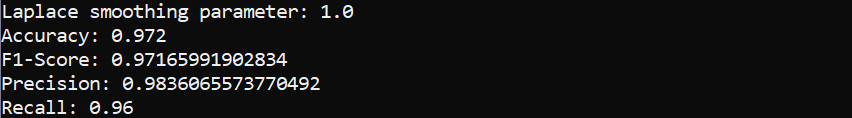 Laplace smoothing parameter: 1.0
Accuracy: 0.972
F1-Score: 0.97165991902834
Precision: 0.9836065573770492
Recall: 0.96